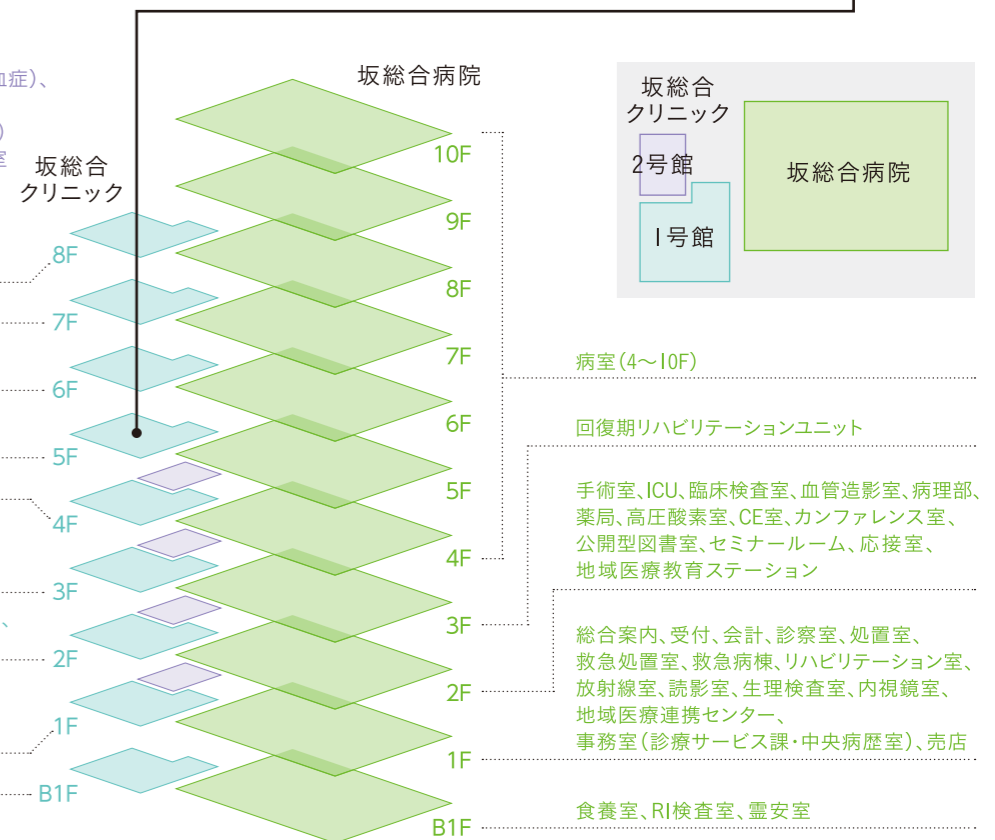 血症)、
)
室
坂総合
クリニック
8F
7F
6F
5F
4F
3F
、
2F
1F
B1F
坂総合病院
10F
9F
8F
7F
6F
5F
4F
3F
2F
1F
B1F
坂総合
クリニック
2号館
1号館
坂総合病院
病室(4〜10F)
回復期リハビリテーションユニット
手術室、ICU、臨床検査室、血管造影室、病理部、
薬局、高圧酸素室、CE室、カンファレンス室、
公開型図書室、セミナールーム、応接室、
地域医療教育ステーション
総合案内、受付、会計、診察室、処置室、
救急処置室、救急病棟、リハビリテーション室、
放射線室、読影室、生理検査室、内視鏡室、
地域医療連携センター、
事務室(診療サービス課・中央病歴室)、売店
食養室、RI検査室、霊安室